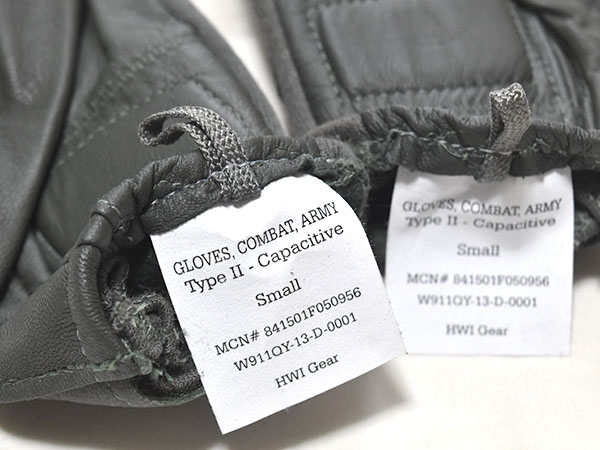 GLOVES, COMBAT, ARMY
Type II - Capacitive
Small
MCN# 841501F050956
W911QY-13-D-0001
HWI Gear
GLOVES, COMBAT, ARMY
Type II - Capacitive
Small
MCN# 841501F050956
W911QY-13-D-0001
HWI Gear